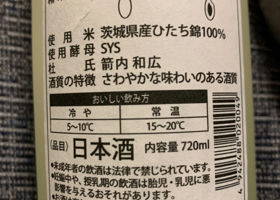 使用米 茨城県産ひたち錦100%
使用酵母 SYS
杜氏 箭内和広
酒質の特徴 さわやかな味わいのある酒質
おいしい飲み方
冷や 常温
5〜10℃ 15〜20℃
[品目] 日本酒 内容量 720ml
●未成年者の飲酒は法律で禁じられています。
●妊娠中や、授乳期の飲酒は胎児・乳児に悪
影響を与えるおそれがあります。
4942488020049